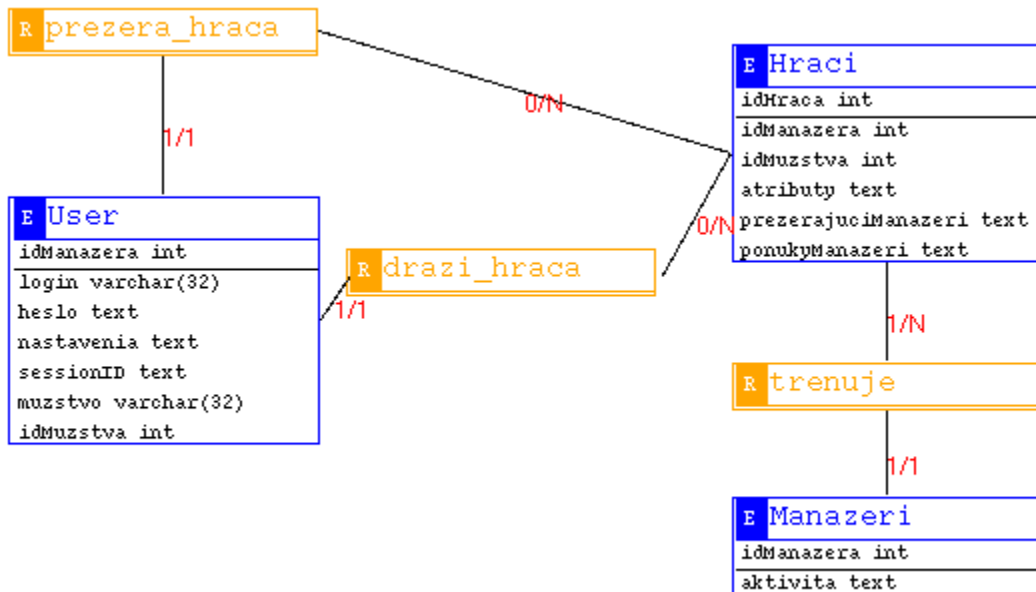 R prezera_hraca
E Hraci
idHraca int
idManazera int
idMuzstva int
atributy text
prezerajuciManazeri text
ponukyManazeri text
0/N
1/1
E User
idManazera int
login varchar(32)
heslo text
nastavenia text
sessionID text
muzstvo varchar(32)
idMuzstva int
R drazi_hraca
0/N
1/1
1/N
R trenuje
1/1
E Manazeri
idManazera int
aktivita text